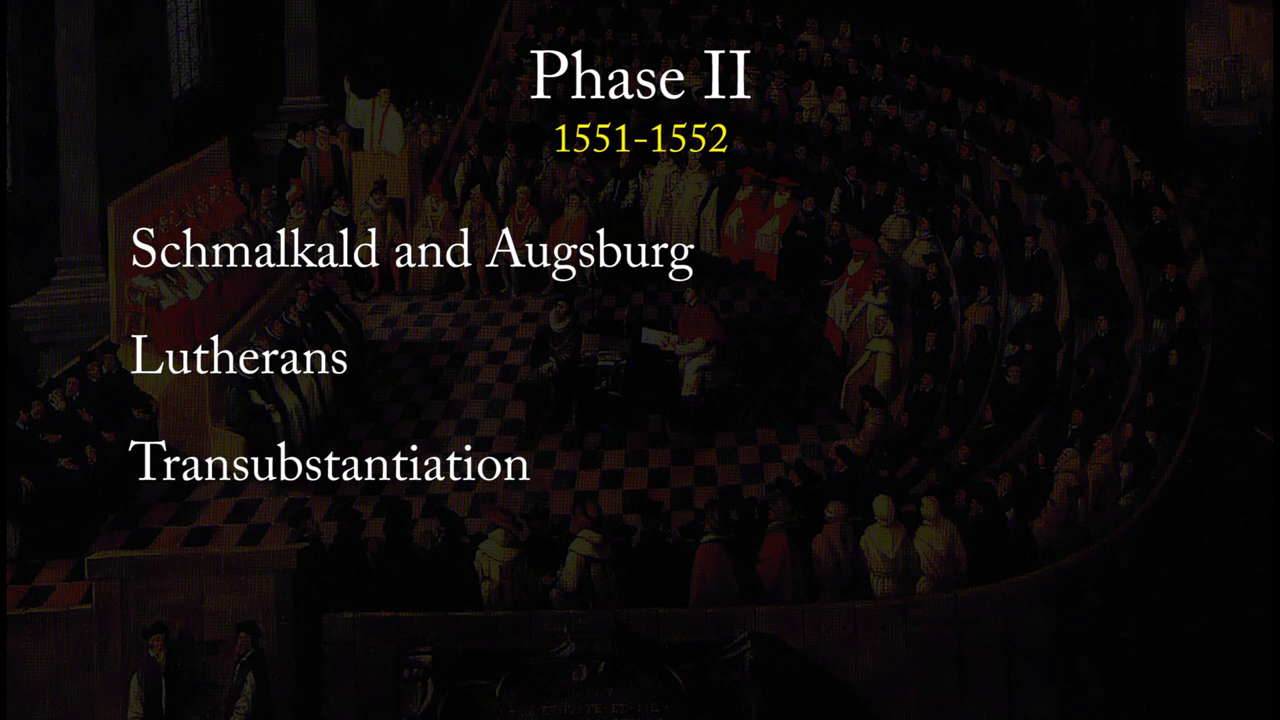 Phase II
1551-1552
Schmalkald and Augsburg
Lutherans
Transubstantiation